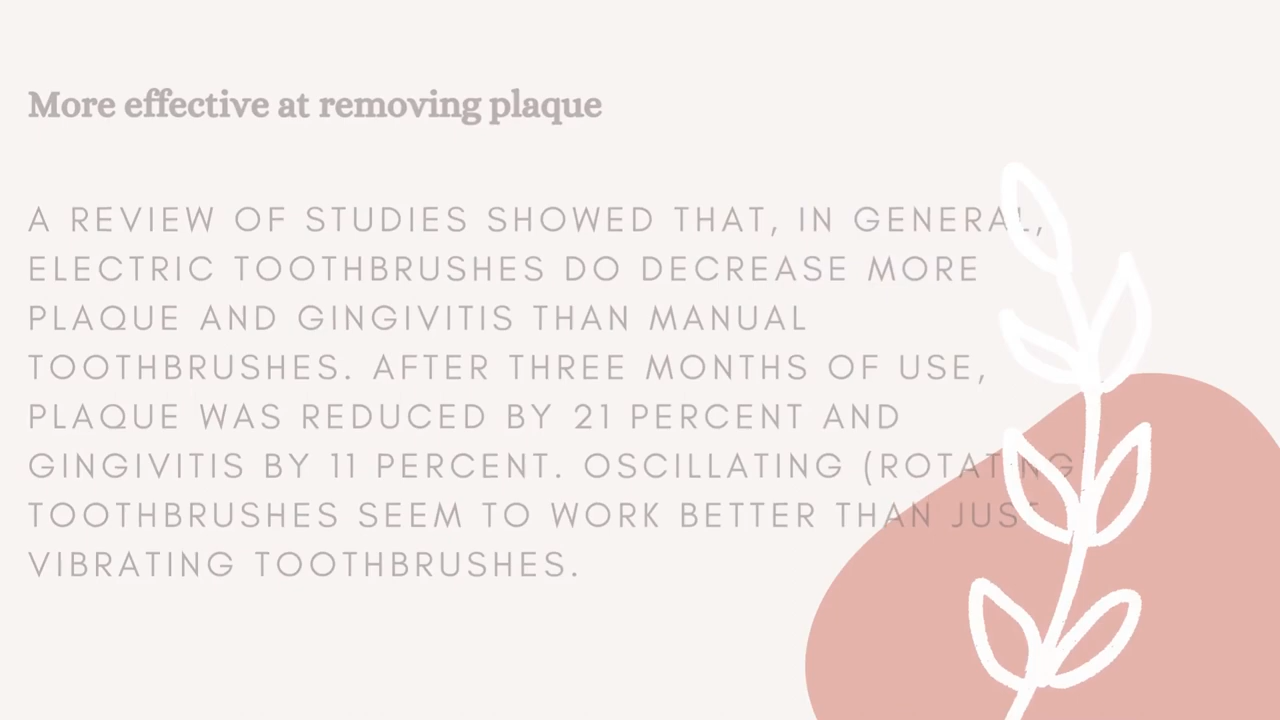 More effective at removing plaque
A REVIEW OF STUDIES SHOWED THAT, IN GENERAL,
ELECTRIC TOOTHBRUSHES DO DECREASE MORE
PLAQUE AND GINGIVITIS THAN MANUAL
TOOTHBRUSHES. AFTER THREE MONTHS OF USE,
PLAQUE WAS REDUCED BY 21 PERCENT AND
GINGIVITIS BY 11 PERCENT. OSCILLATING (ROTATING)
TOOTHBRUSHES SEEM TO WORK BETTER THAN JUST
VIBRATING TOOTHBRUSHES.